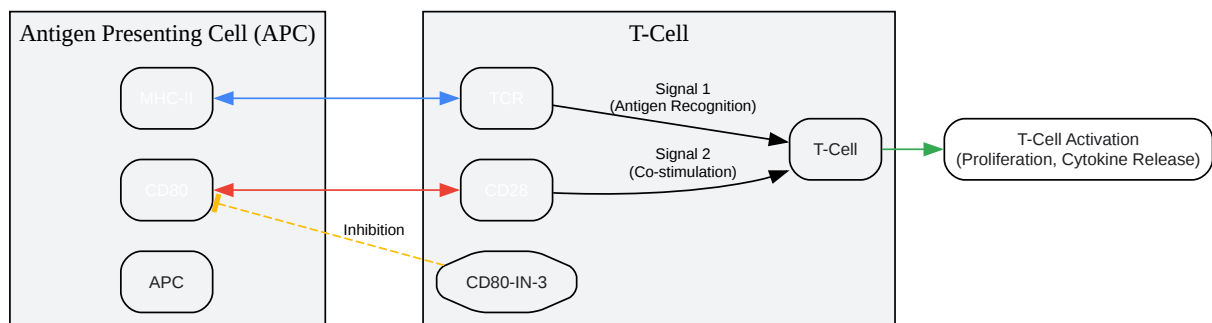 Antigen Presenting Cell (APC)
T-Cell
MHC-II
TCR
Signal 1
(Antigen Recognition)
T-Cell
T-Cell Activation
(Proliferation, Cytokine Release)
Signal 2
(Co-stimulation)
CD80
CD28
Inhibition
APC
CD80-IN-3